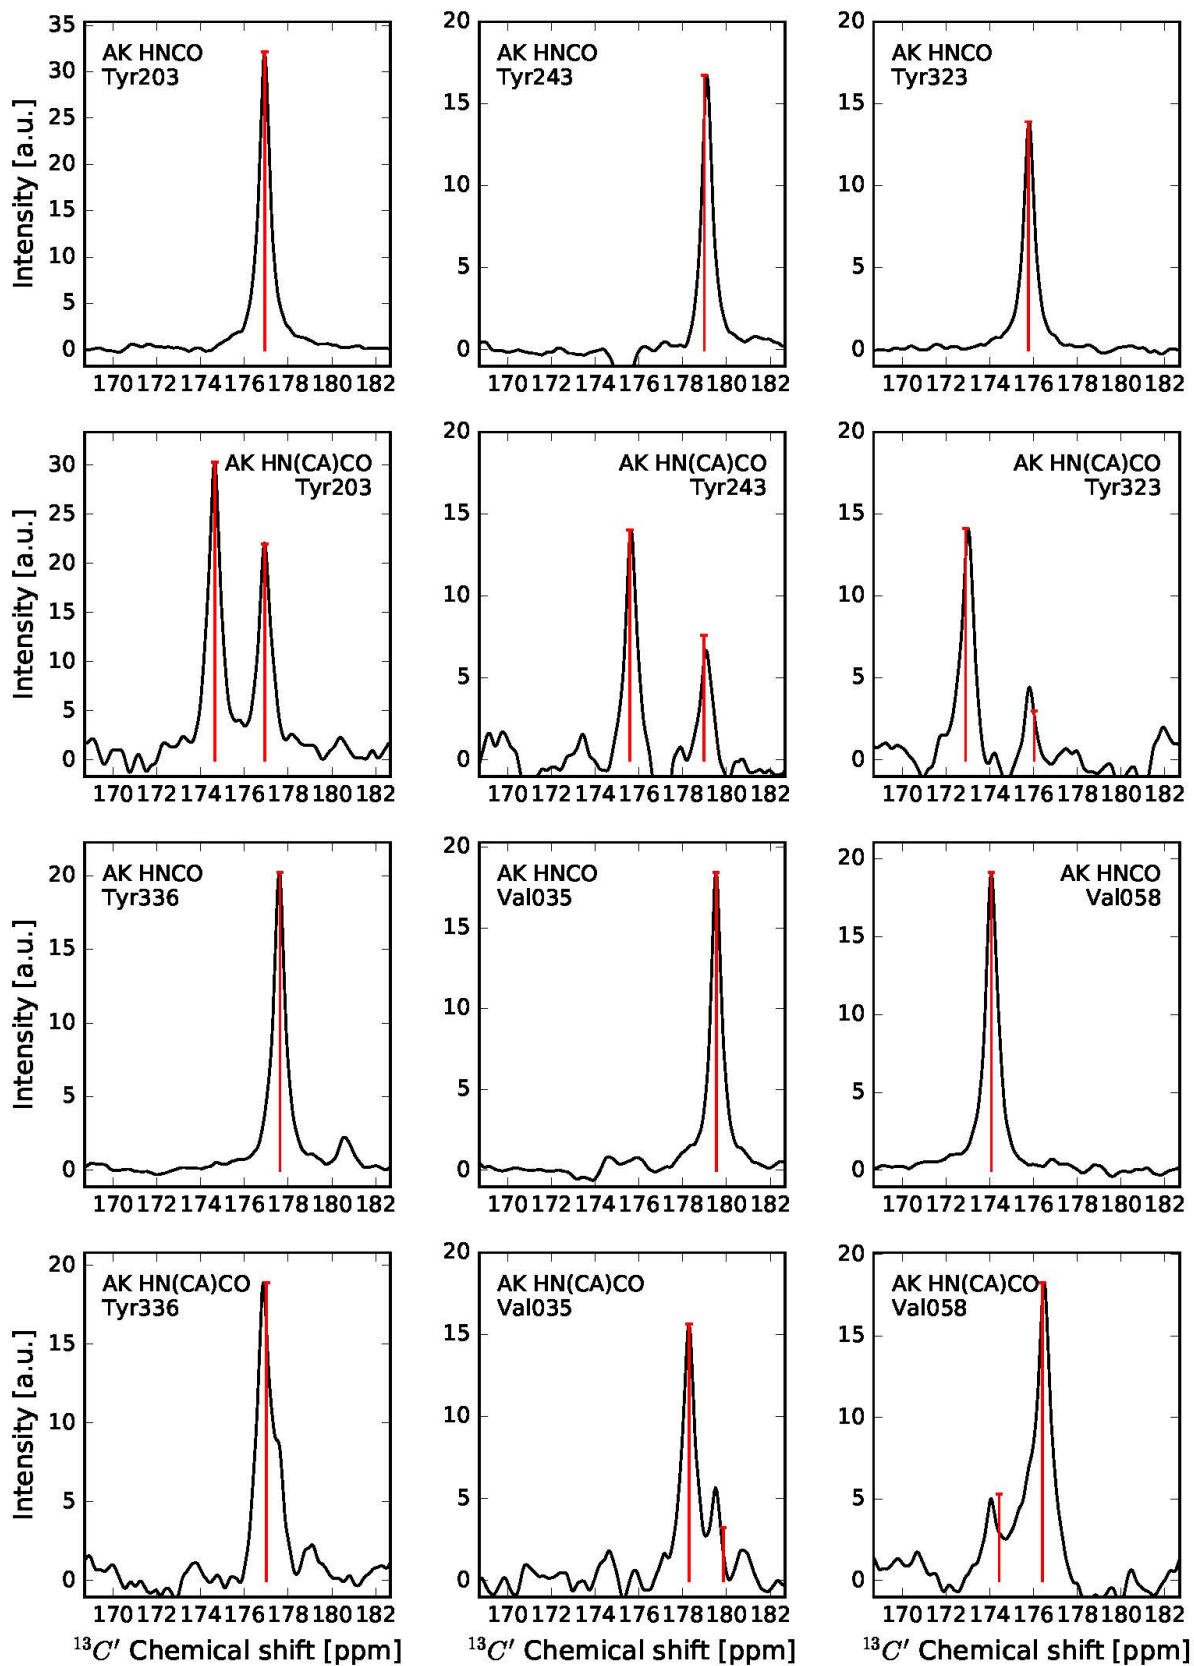 35
30
25
20
15
10
5
0
Intensity [a.u.]
AK HNCO
Tyr203
170 172 174 176 178 180 182
20
15
10
5
0
AK HNCO
Tyr243
170 172 174 176 178 180 182
20
15
10
5
0
AK HNCO
Tyr323
170 172 174 176 178 180 182
30
25
20
15
10
5
0
Intensity [a.u.]
AK HN(CA)CO
Tyr203
170 172 174 176 178 180 182
20
15
10
5
0
AK HN(CA)CO
Tyr243
170 172 174 176 178 180 182
20
15
10
5
0
AK HN(CA)CO
Tyr323
170 172 174 176 178 180 182
20
15
10
5
0
Intensity [a.u.]
AK HNCO
Tyr336
170 172 174 176 178 180 182
20
15
10
5
0
AK HNCO
Val035
170 172 174 176 178 180 182
20
15
10
5
0
AK HNCO
Val058
170 172 174 176 178 180 182
20
15
10
5
0
Intensity [a.u.]
AK HN(CA)CO
Tyr336
170 172 174 176 178 180 182
¹³C′ Chemical shift [ppm]
20
15
10
5
0
AK HN(CA)CO
Val035
170 172 174 176 178 180 182
¹³C′ Chemical shift [ppm]
20
15
10
5
0
AK HN(CA)CO
Val058
170 172 174 176 178 180 182
¹³C′ Chemical shift [ppm]